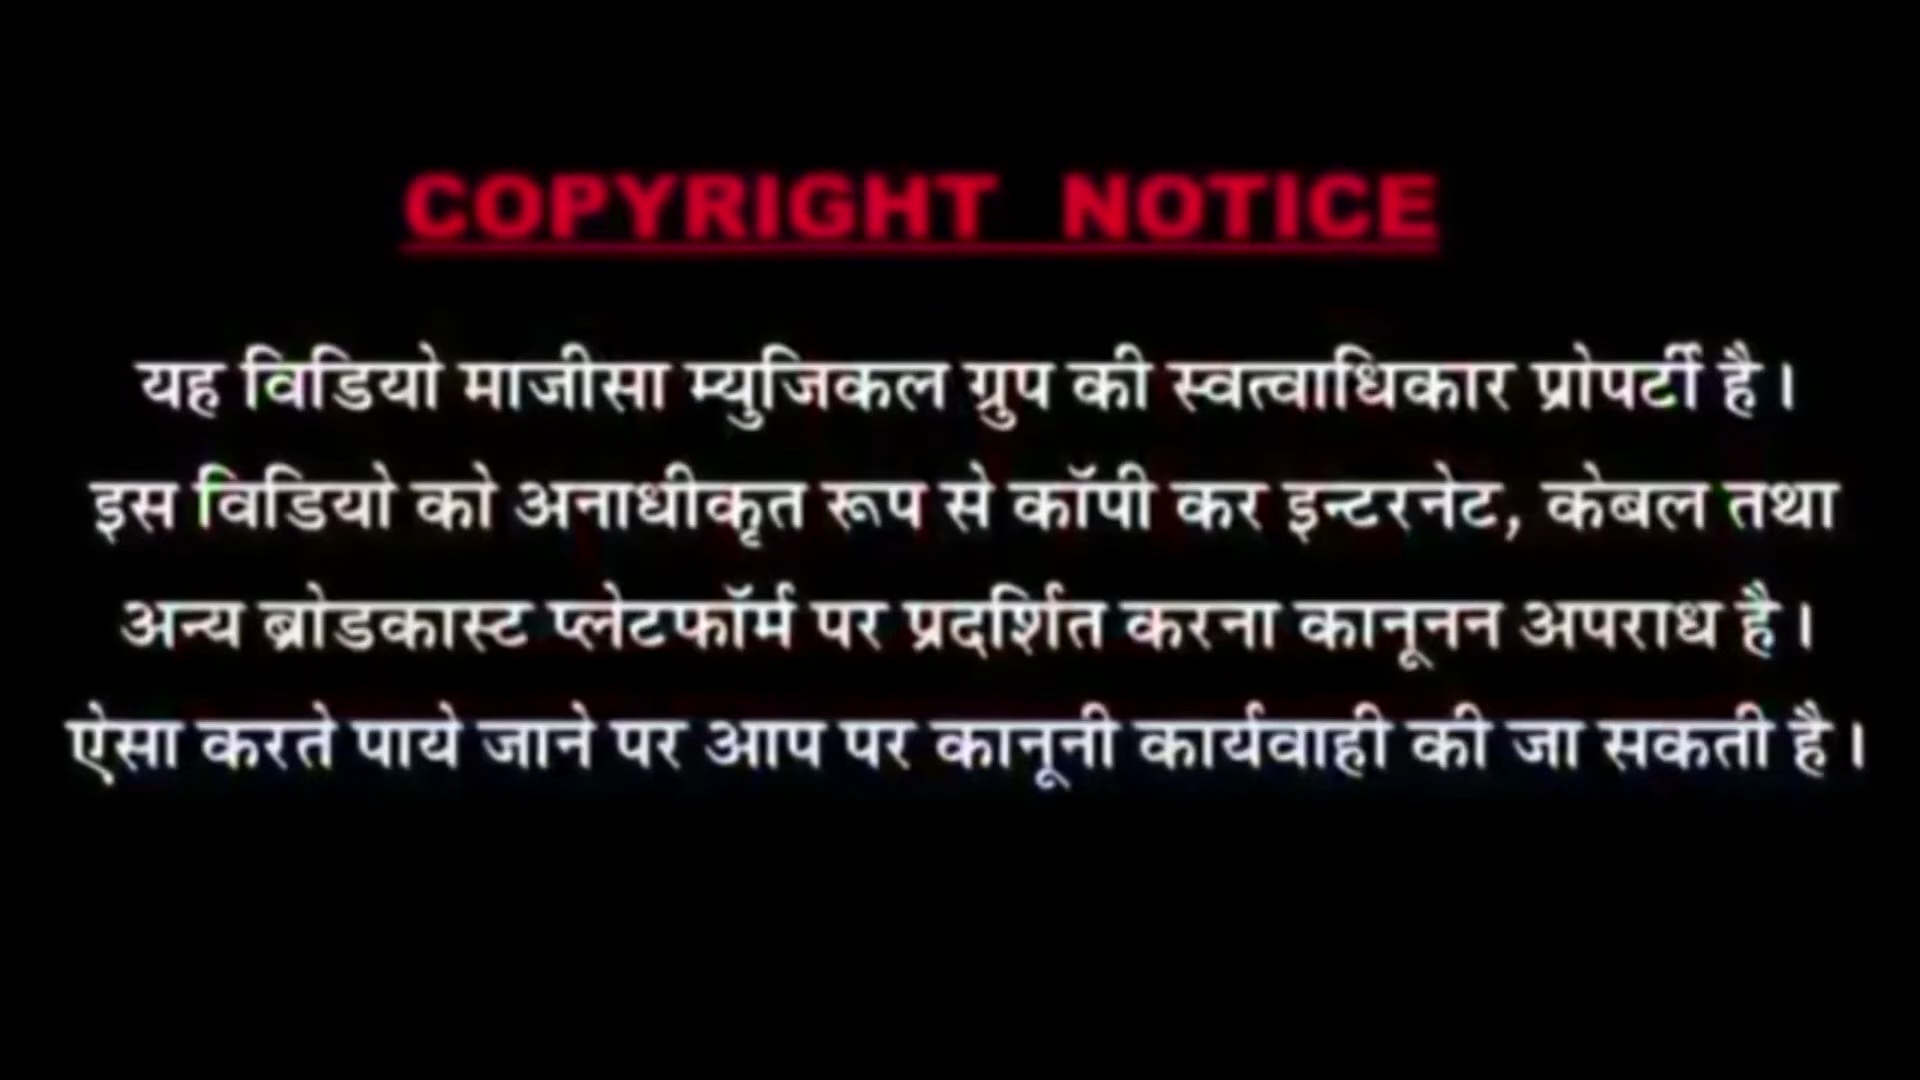 COPYRIGHT NOTICE
यह विडियो माजीसा म्युजिकल ग्रुप की स्वत्वाधिकार प्रोपर्टी है।
इस विडियो को अनाधीकृत रूप से कॉपी कर इन्टरनेट, केबल तथा
अन्य ब्रोडकास्ट प्लेटफॉर्म पर प्रदर्शित करना कानूनन अपराध है।
ऐसा करते पाये जाने पर आप पर कानूनी कार्यवाही की जा सकती है।